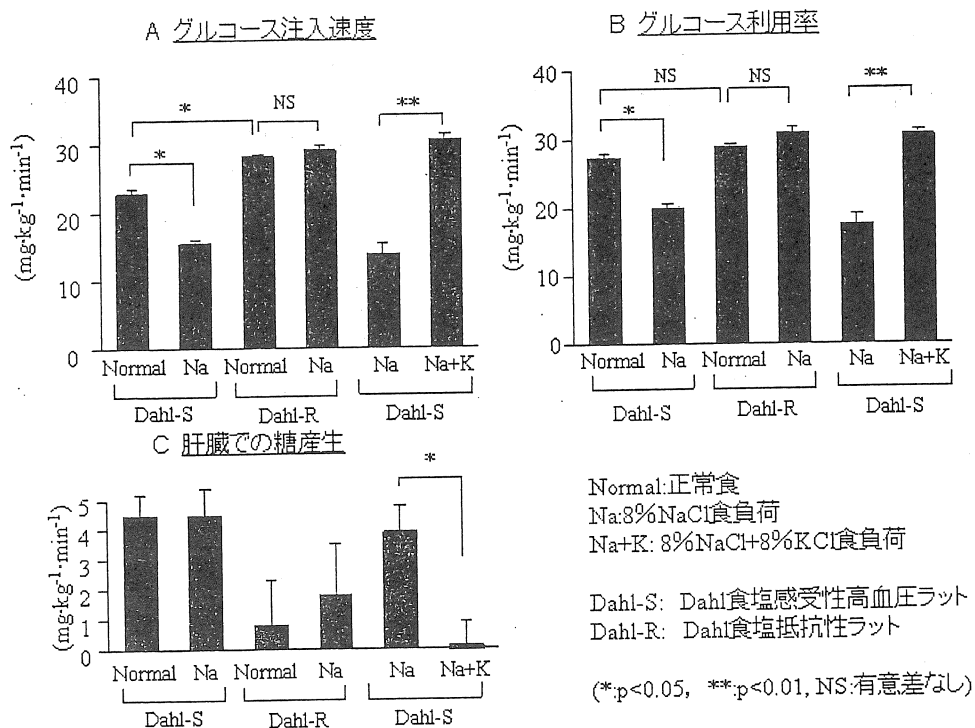 A グルコース注入速度
(mg·kg⁻¹·min⁻¹)
40
30
20
10
0
*
*
NS
**
Normal Na Normal Na Na Na+K
Dahl-S Dahl-R Dahl-S
B グルコース利用率
(mg·kg⁻¹·min⁻¹)
40
30
20
10
0
NS
*
NS
**
Normal Na Normal Na Na Na+K
Dahl-S Dahl-R Dahl-S
C 肝臓での糖産生
(mg·kg⁻¹·min⁻¹)
5
4
3
2
1
0
*
Normal Na Normal Na Na Na+K
Dahl-S Dahl-R Dahl-S
Normal:正常食
Na:8%NaCl食負荷
Na+K: 8%NaCl+8%KCl食負荷
Dahl-S: Dahl食塩感受性高血圧ラット
Dahl-R: Dahl食塩抵抗性ラット
(*:p<0.05, **:p<0.01, NS:有意差なし)